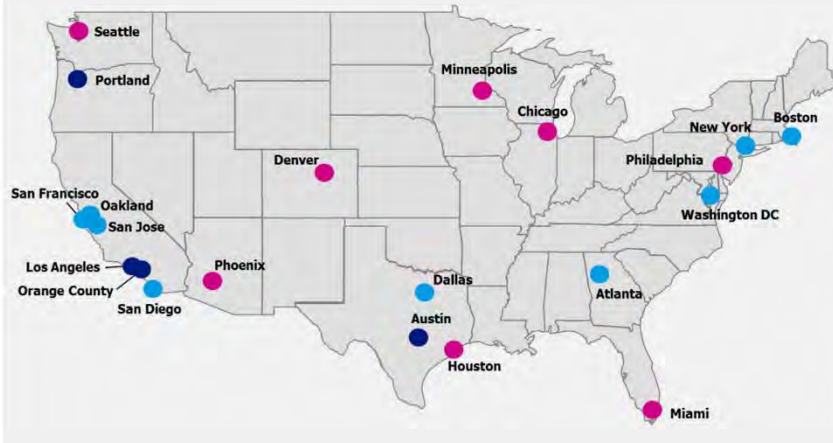 Seattle
Portland
Minneapolis
Chicago
Boston
New York
Denver
Philadelphia
San Francisco
Oakland
San Jose
Washington DC
Los Angeles
Phoenix
Orange County
Dallas
Atlanta
San Diego
Austin
Houston
Miami